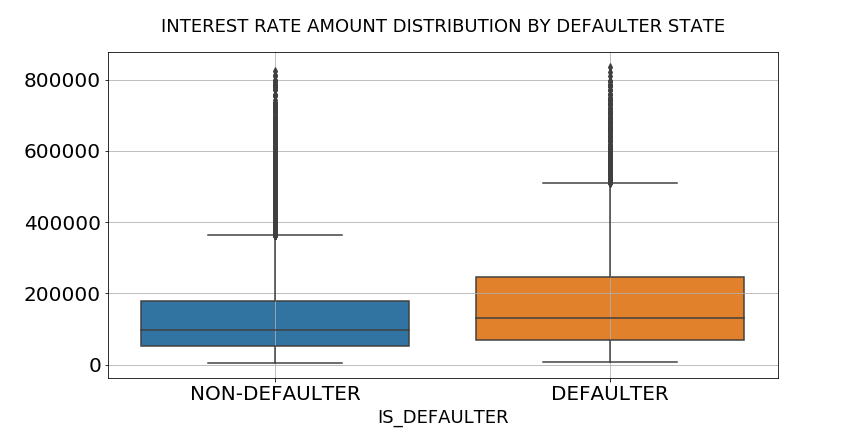 INTEREST RATE AMOUNT DISTRIBUTION BY DEFAULTER STATE
800000
600000
400000
200000
0
NON-DEFAULTER DEFAULTER
IS_DEFAULTER